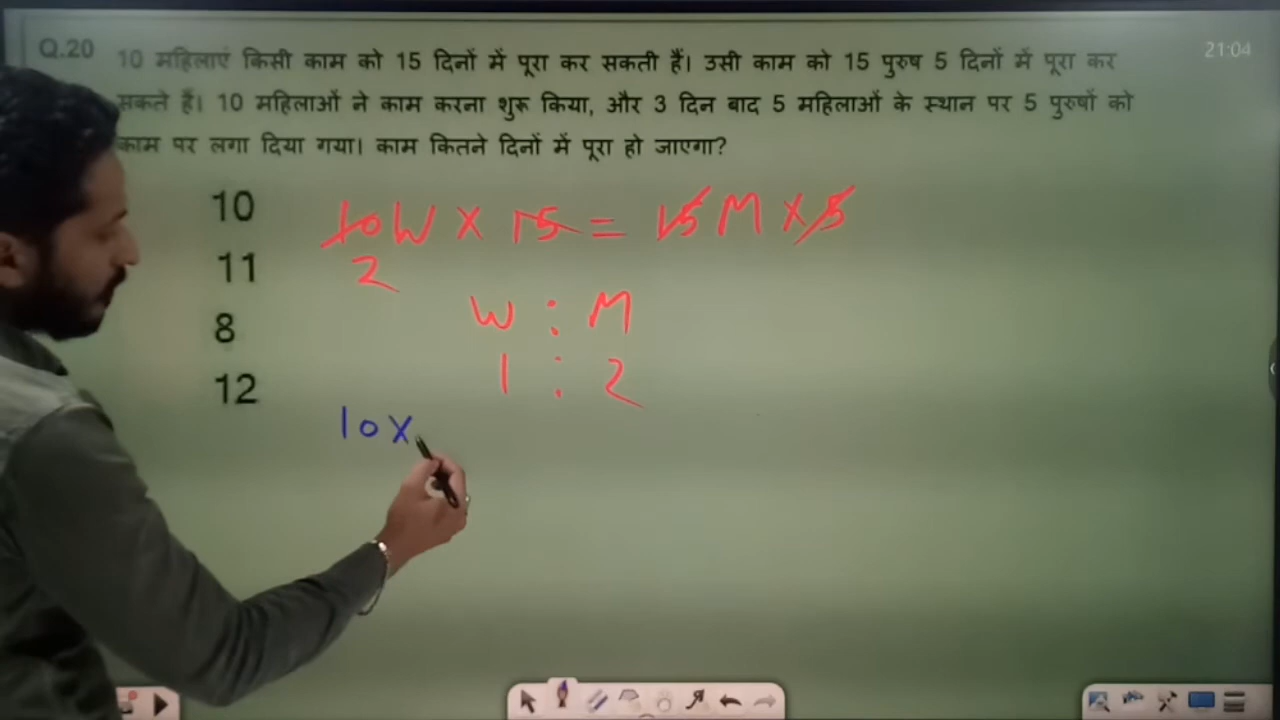 Q.20 10 महिलाएं किसी काम को 15 दिनों में पूरा कर सकती हैं। उसी काम को 15 पुरुष 5 दिनों में पूरा कर
सकते हैं। 10 महिलाओं ने काम करना शुरू किया, और 3 दिन बाद 5 महिलाओं के स्थान पर 5 पुरुषों को
काम पर लगा दिया गया। काम कितने दिनों में पूरा हो जाएगा?
21:04
10
11
8
12
10W X 15 = 15M X 5
2
W : M
1 : 2
10X